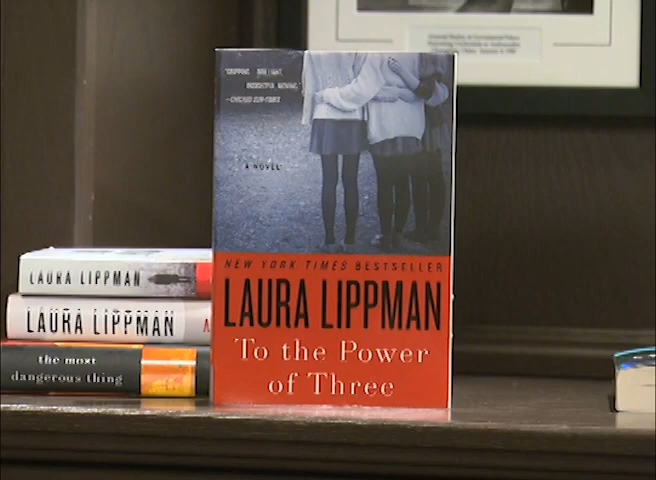 "GRIPPING. BRILLIANT.
INSIGHTFUL. MOVING."
—CHICAGO SUN-TIMES
A NOVEL
NEW YORK TIMES BESTSELLER
LAURA LIPPMAN
To the Power
of Three
LAURA LIPPMAN
LAURA LIPPMAN
the most
dangerous thing